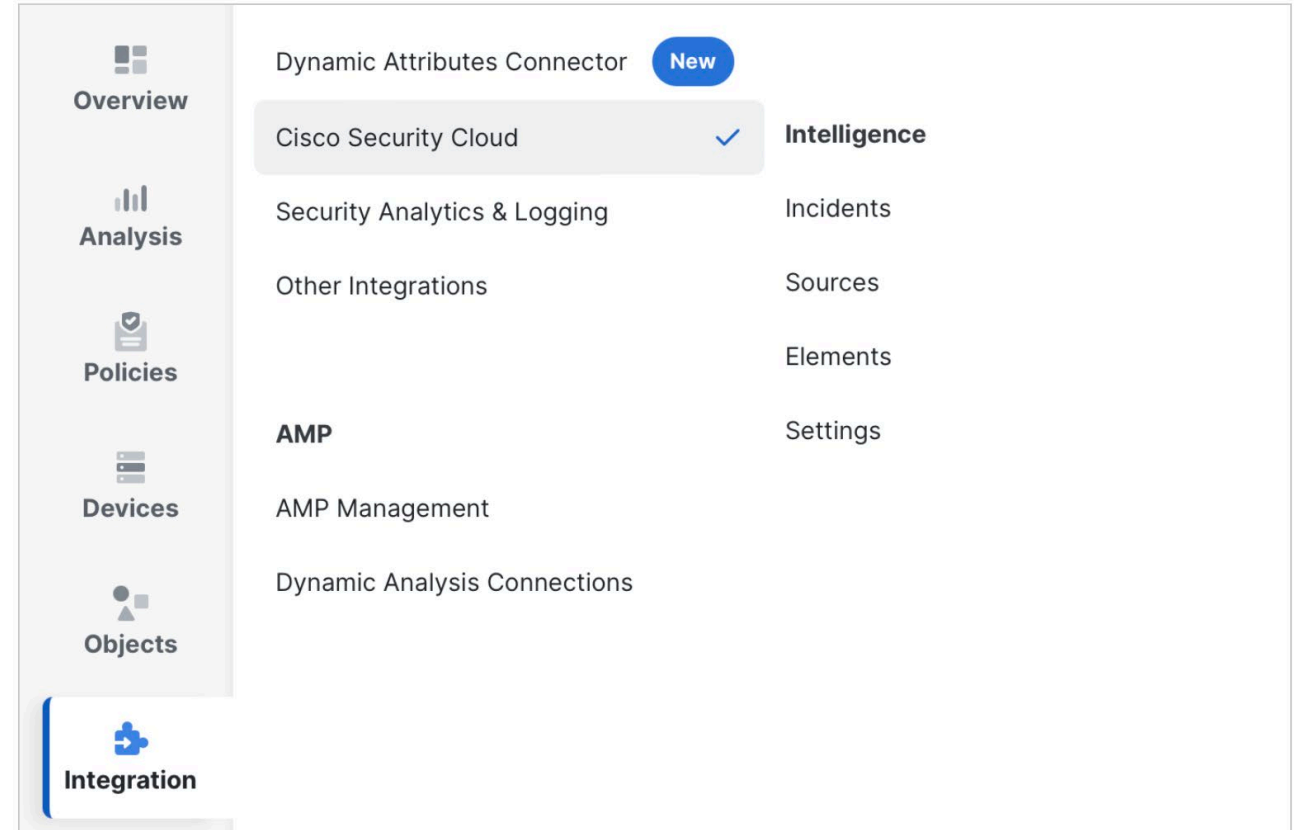 Overview
Analysis
Policies
Devices
Objects
Integration
Dynamic Attributes Connector New
Cisco Security Cloud
Security Analytics & Logging
Other Integrations
AMP
AMP Management
Dynamic Analysis Connections
Intelligence
Incidents
Sources
Elements
Settings